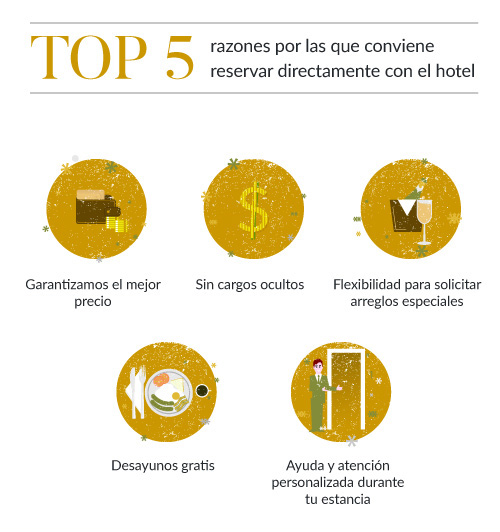 TOP 5
razones por las que conviene
reservar directamente con el hotel
Garantizamos el mejor
precio
Sin cargos ocultos
Flexibilidad para solicitar
arreglos especiales
Desayunos gratis
Ayuda y atención
personalizada durante
tu estancia